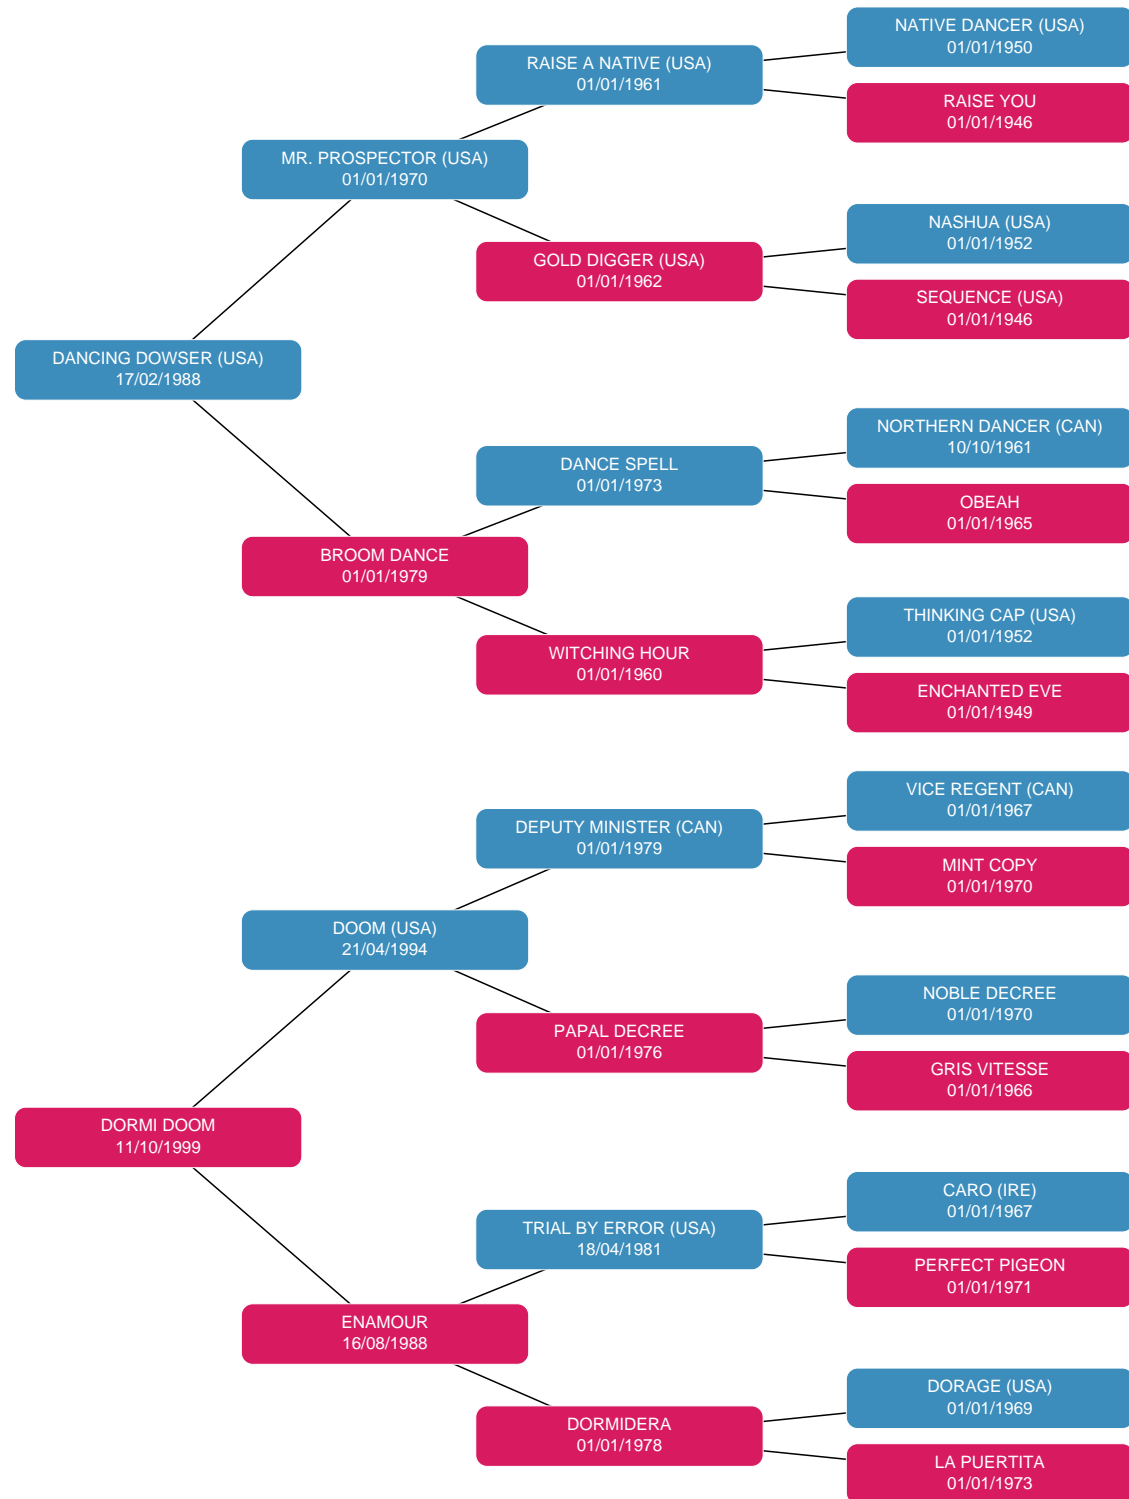 NATIVE DANCER (USA)
01/01/1950
RAISE A NATIVE (USA)
01/01/1961
RAISE YOU
01/01/1946
MR. PROSPECTOR (USA)
01/01/1970
NASHUA (USA)
01/01/1952
GOLD DIGGER (USA)
01/01/1962
SEQUENCE (USA)
01/01/1946
DANCING DOWSER (USA)
17/02/1988
NORTHERN DANCER (CAN)
10/10/1961
DANCE SPELL
01/01/1973
OBEAH
01/01/1965
BROOM DANCE
01/01/1979
THINKING CAP (USA)
01/01/1952
WITCHING HOUR
01/01/1960
ENCHANTED EVE
01/01/1949
VICE REGENT (CAN)
01/01/1967
DEPUTY MINISTER (CAN)
01/01/1979
MINT COPY
01/01/1970
DOOM (USA)
21/04/1994
NOBLE DECREE
01/01/1970
PAPAL DECREE
01/01/1976
GRIS VITESSE
01/01/1966
DORMI DOOM
11/10/1999
CARO (IRE)
01/01/1967
TRIAL BY ERROR (USA)
18/04/1981
PERFECT PIGEON
01/01/1971
ENAMOUR
16/08/1988
DORAGE (USA)
01/01/1969
DORMIDERA
01/01/1978
LA PUERTITA
01/01/1973